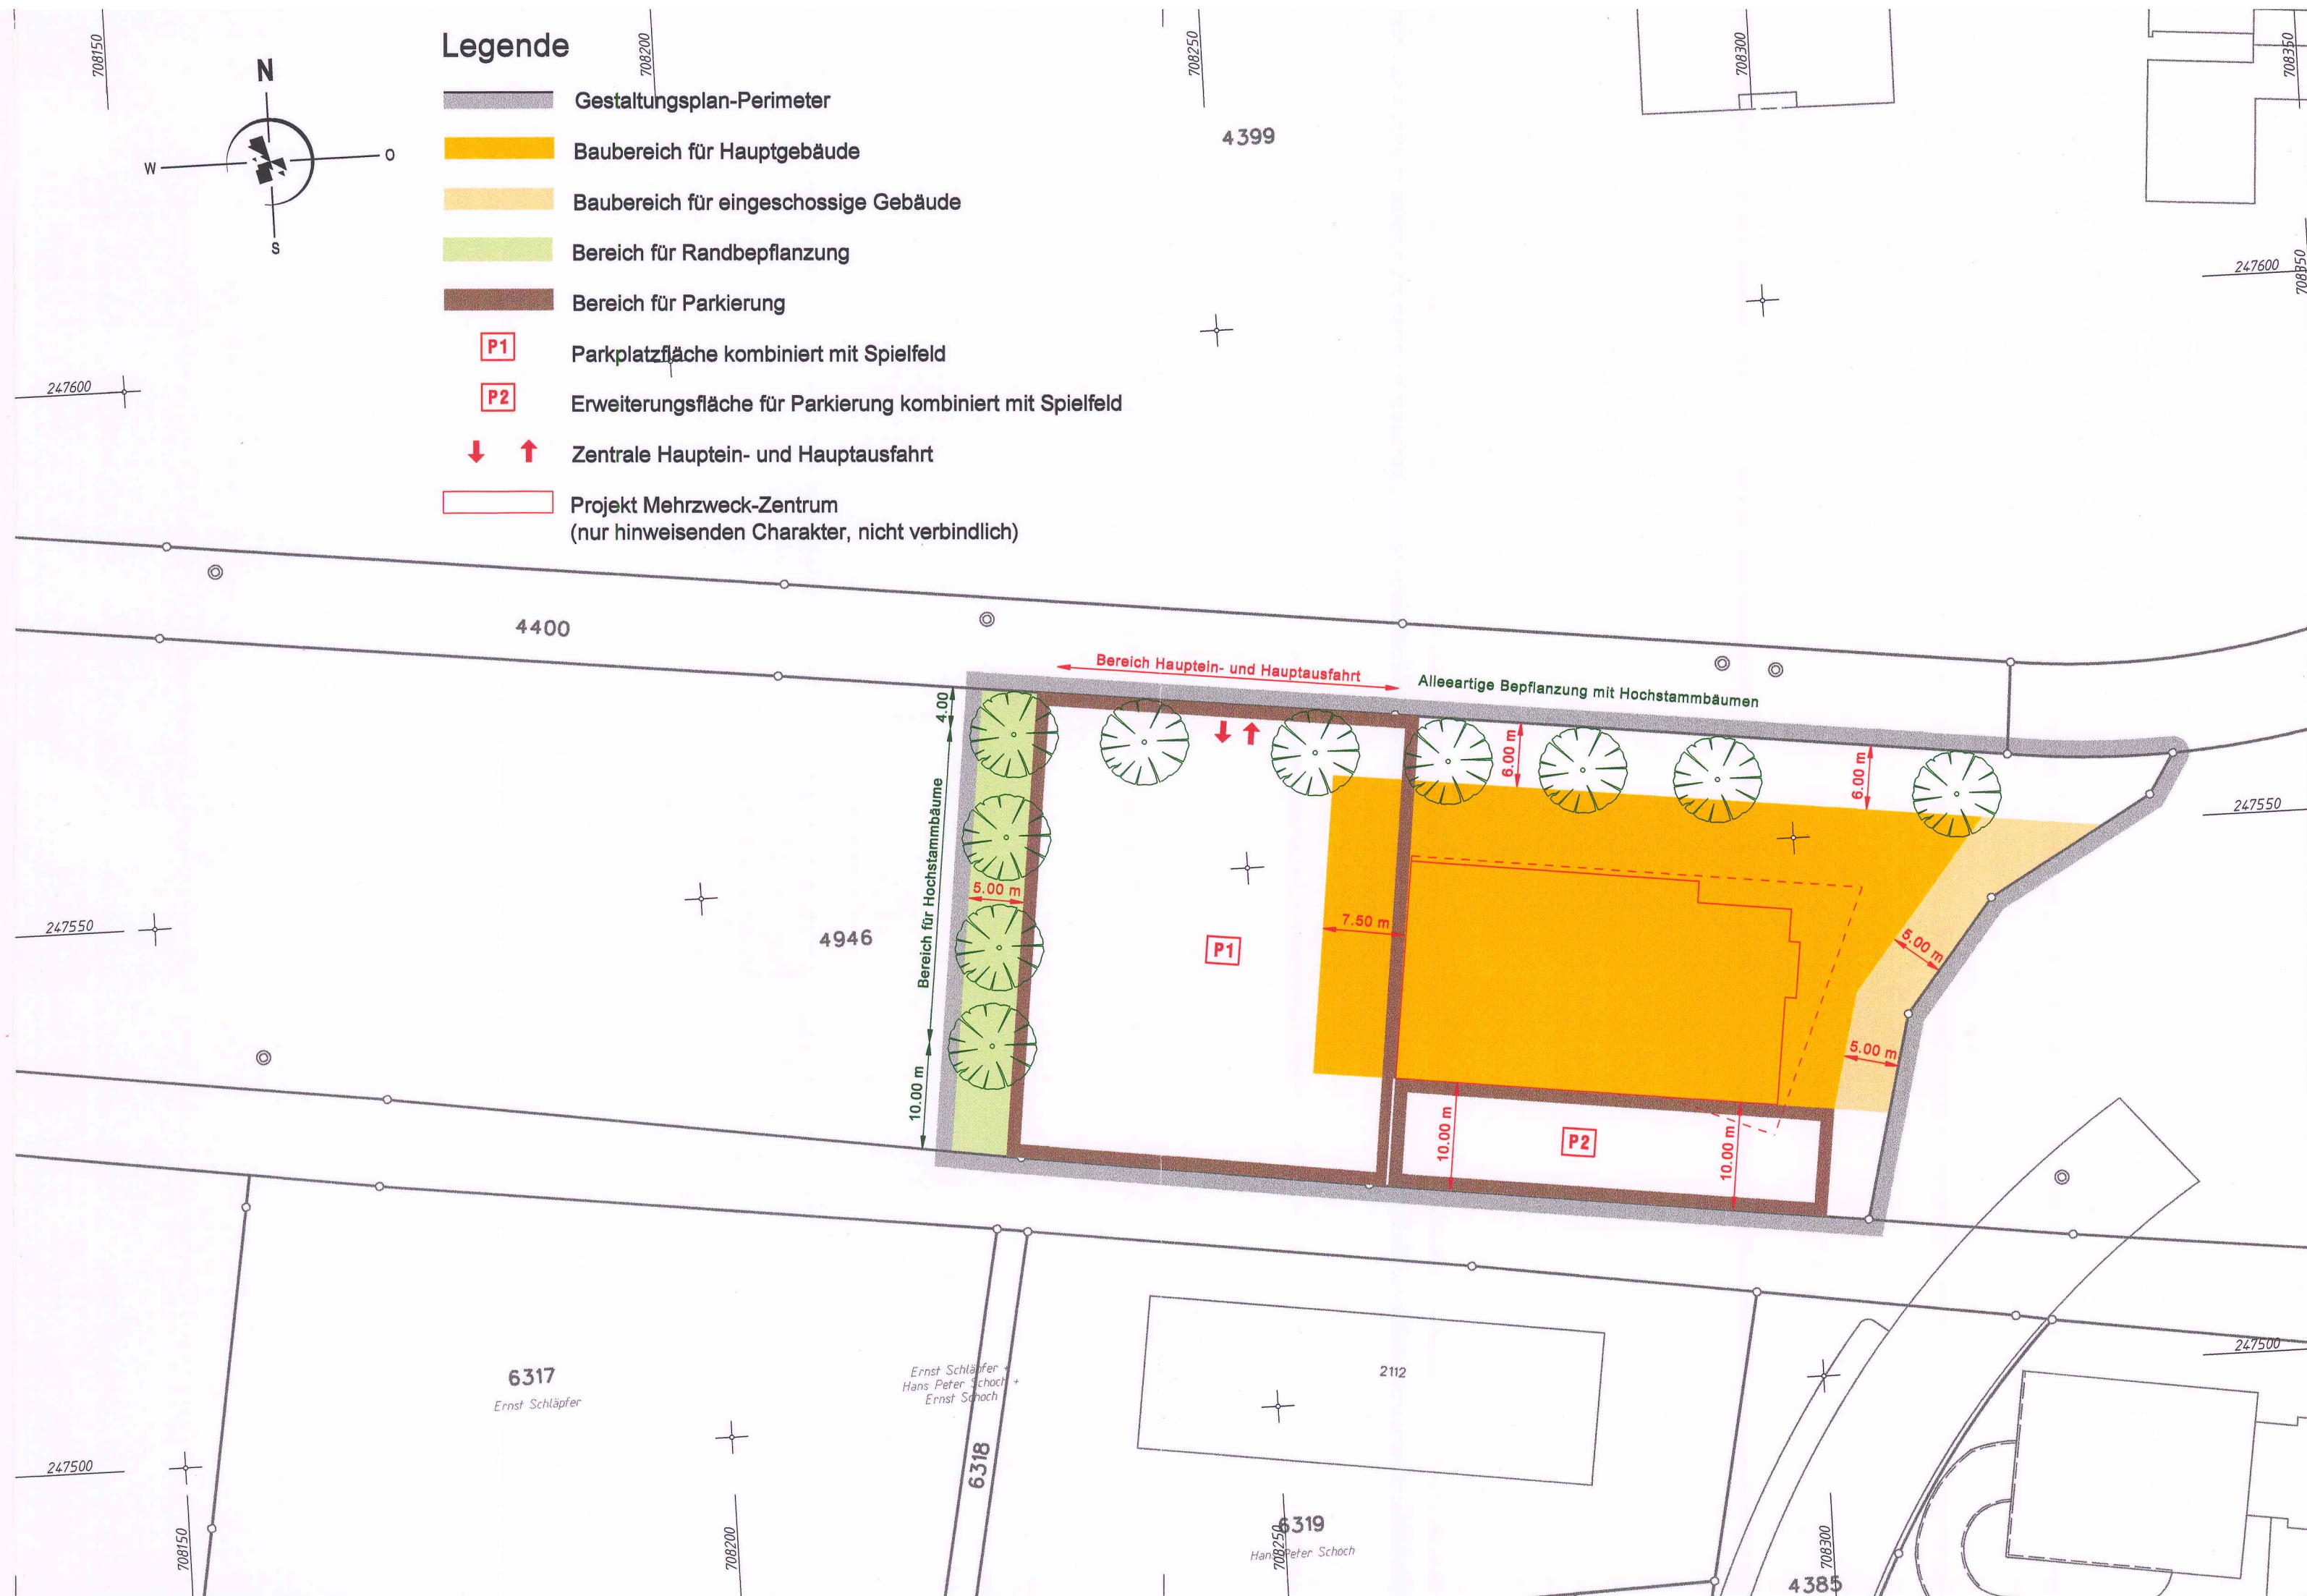 708150
708200
708250
708300
708350
N
W
O
S
Legende
Gestaltungsplan-Perimeter
Baubereich für Hauptgebäude
Baubereich für eingeschossige Gebäude
Bereich für Randbepflanzung
Bereich für Parkierung
P1 Parkplatzfläche kombiniert mit Spielfeld
P2 Erweiterungsfläche für Parkierung kombiniert mit Spielfeld
Zentrale Hauptein- und Hauptausfahrt
Projekt Mehrzweck-Zentrum
(nur hinweisenden Charakter, nicht verbindlich)
4399
247600
708350
247600
4400
Bereich Hauptein- und Hauptausfahrt
Alleeartige Bepflanzung mit Hochstammbäumen
4.00
6.00 m
6.00 m
247550
Bereich für Hochstammbäume
5.00 m
7.50 m
5.00 m
247550
4946
P1
5.00 m
10.00 m
10.00 m
P2
10.00 m
247500
6317
Ernst Schläpfer
Ernst Schläpfer +
Hans Peter Schoch +
Ernst Schoch
2112
6318
247500
6319
Hans Peter Schoch
708150
708200
708250
708300
4385